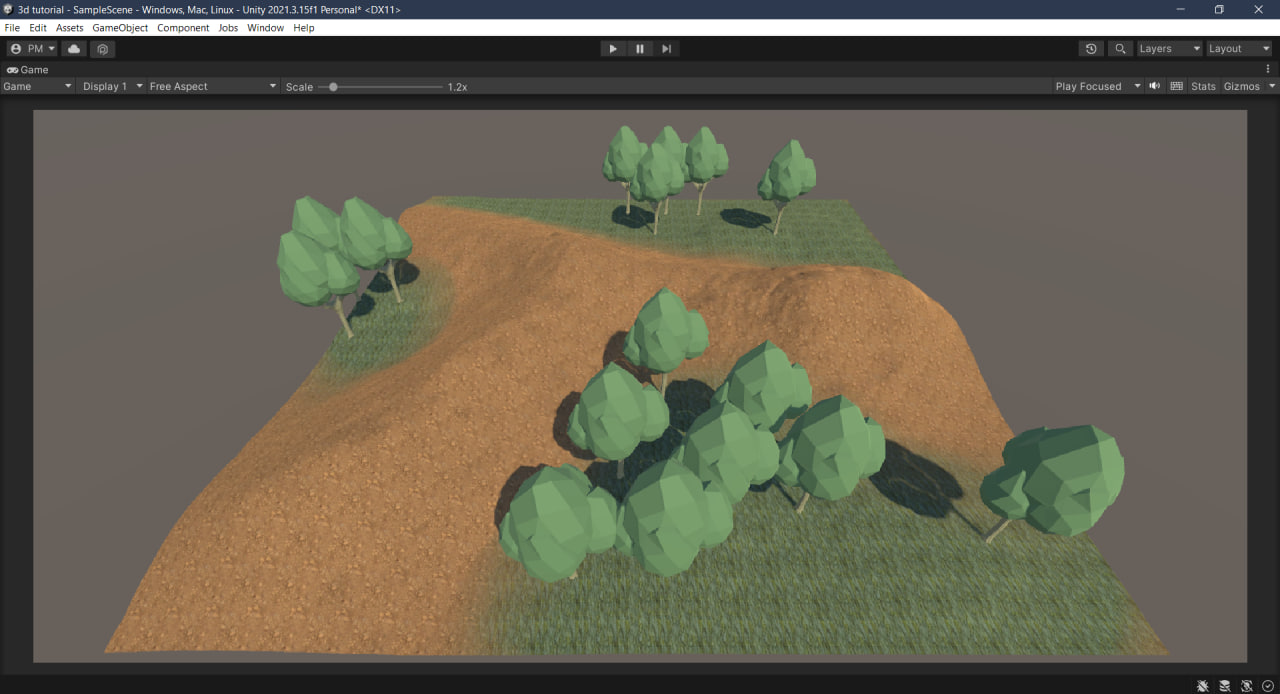 3d tutorial - SampleScene - Windows, Mac, Linux - Unity 2021.3.15f1 Personal* <DX11>
File Edit Assets GameObject Component Jobs Window Help
PM Layers Layout
Game
Game Display 1 Free Aspect Scale 1.2x Play Focused Stats Gizmos